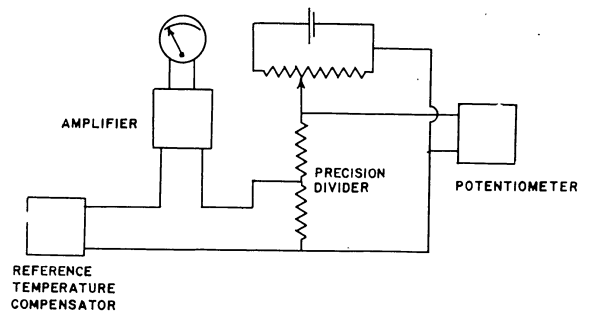 AMPLIFIER
PRECISION
DIVIDER
POTENTIOMETER
REFERENCE
TEMPERATURE
COMPENSATOR